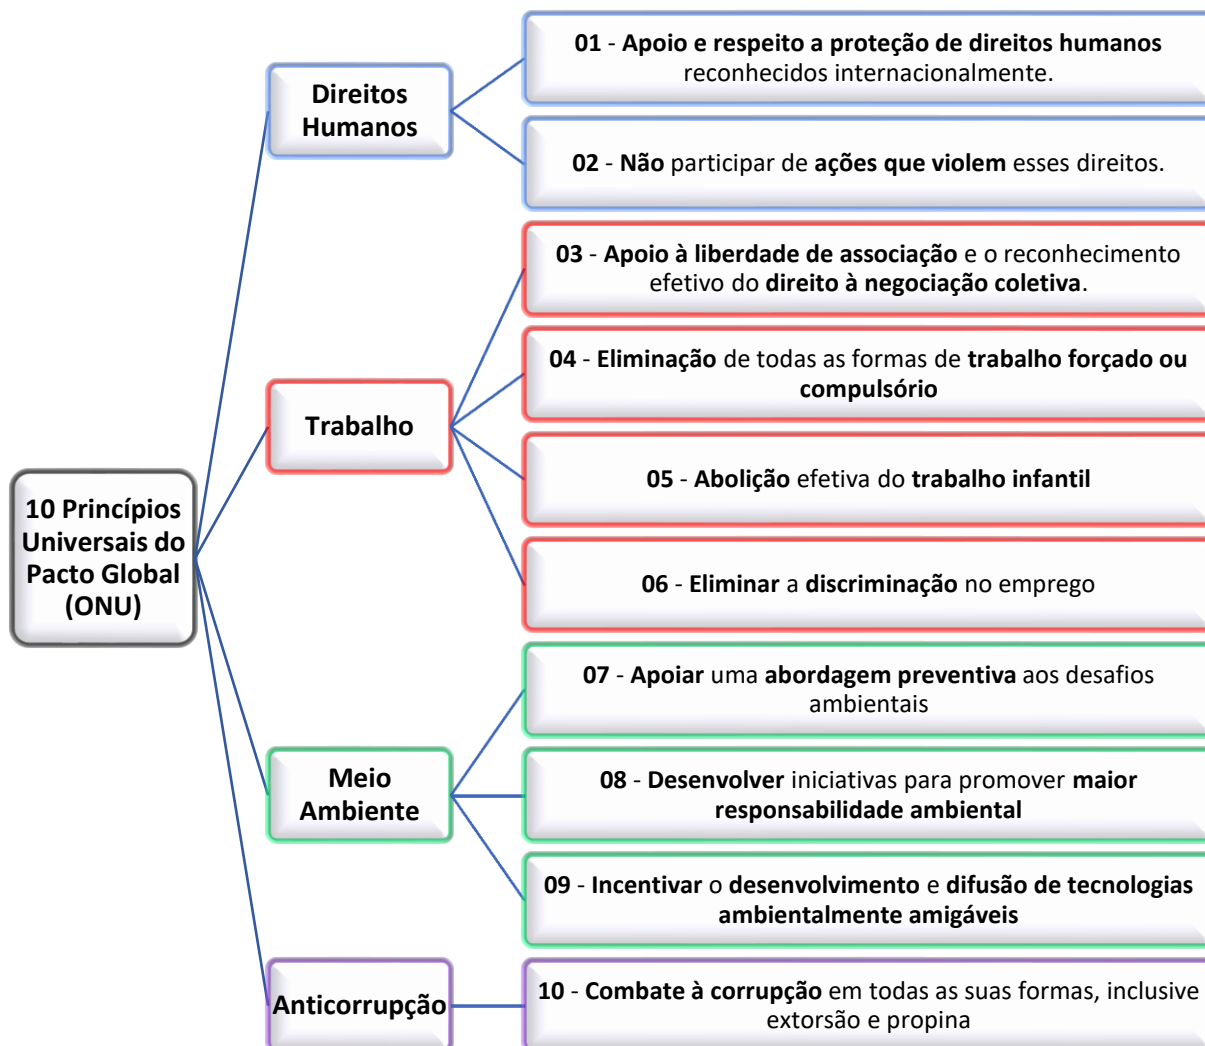 10 Princípios
Universais do
Pacto Global
(ONU)
Direitos
Humanos
01 - Apoio e respeito a proteção de direitos humanos
reconhecidos internacionalmente.
02 - Não participar de ações que violem esses direitos.
Trabalho
03 - Apoio à liberdade de associação e o reconhecimento
efetivo do direito à negociação coletiva.
04 - Eliminação de todas as formas de trabalho forçado ou
compulsório
05 - Abolição efetiva do trabalho infantil
06 - Eliminar a discriminação no emprego
Meio
Ambiente
07 - Apoiar uma abordagem preventiva aos desafios
ambientais
08 - Desenvolver iniciativas para promover maior
responsabilidade ambiental
09 - Incentivar o desenvolvimento e difusão de tecnologias
ambientalmente amigáveis
Anticorrupção
10 - Combate à corrupção em todas as suas formas, inclusive
extorsão e propina